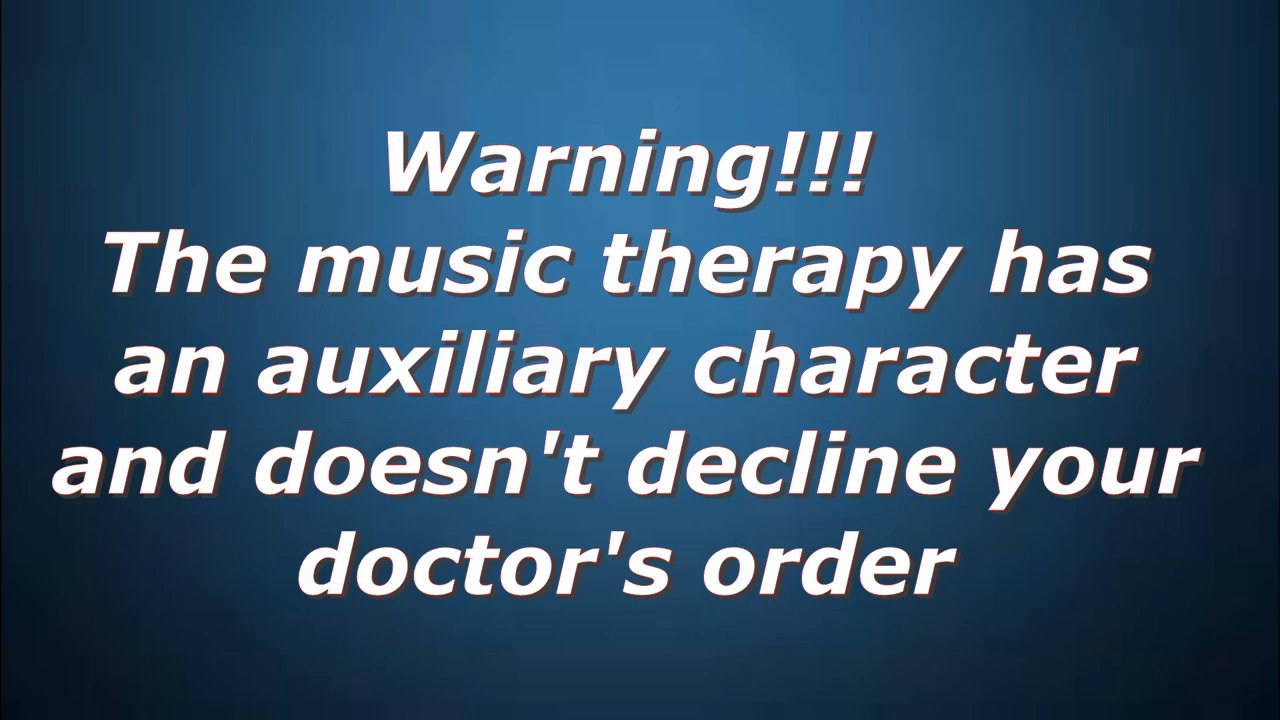 Warning!!!
The music therapy has
an auxiliary character
and doesn't decline your
doctor's order